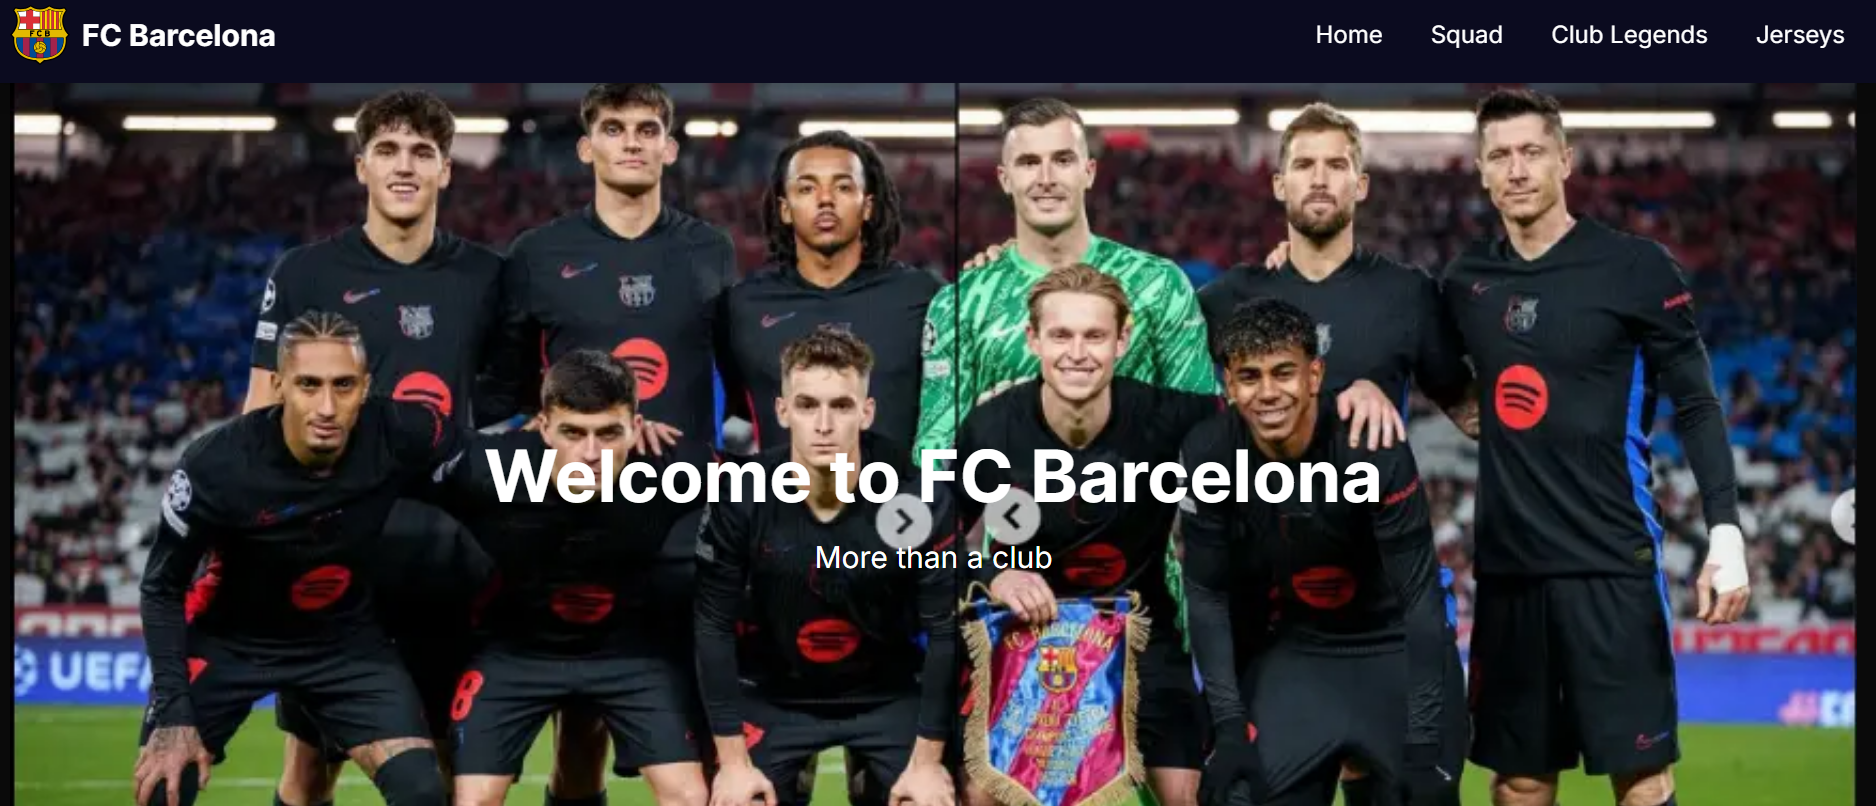 FCB
FC Barcelona
Home
Squad
Club Legends
Jerseys
Welcome to FC Barcelona
More than a club
8
UEFA
FC BARCELONA